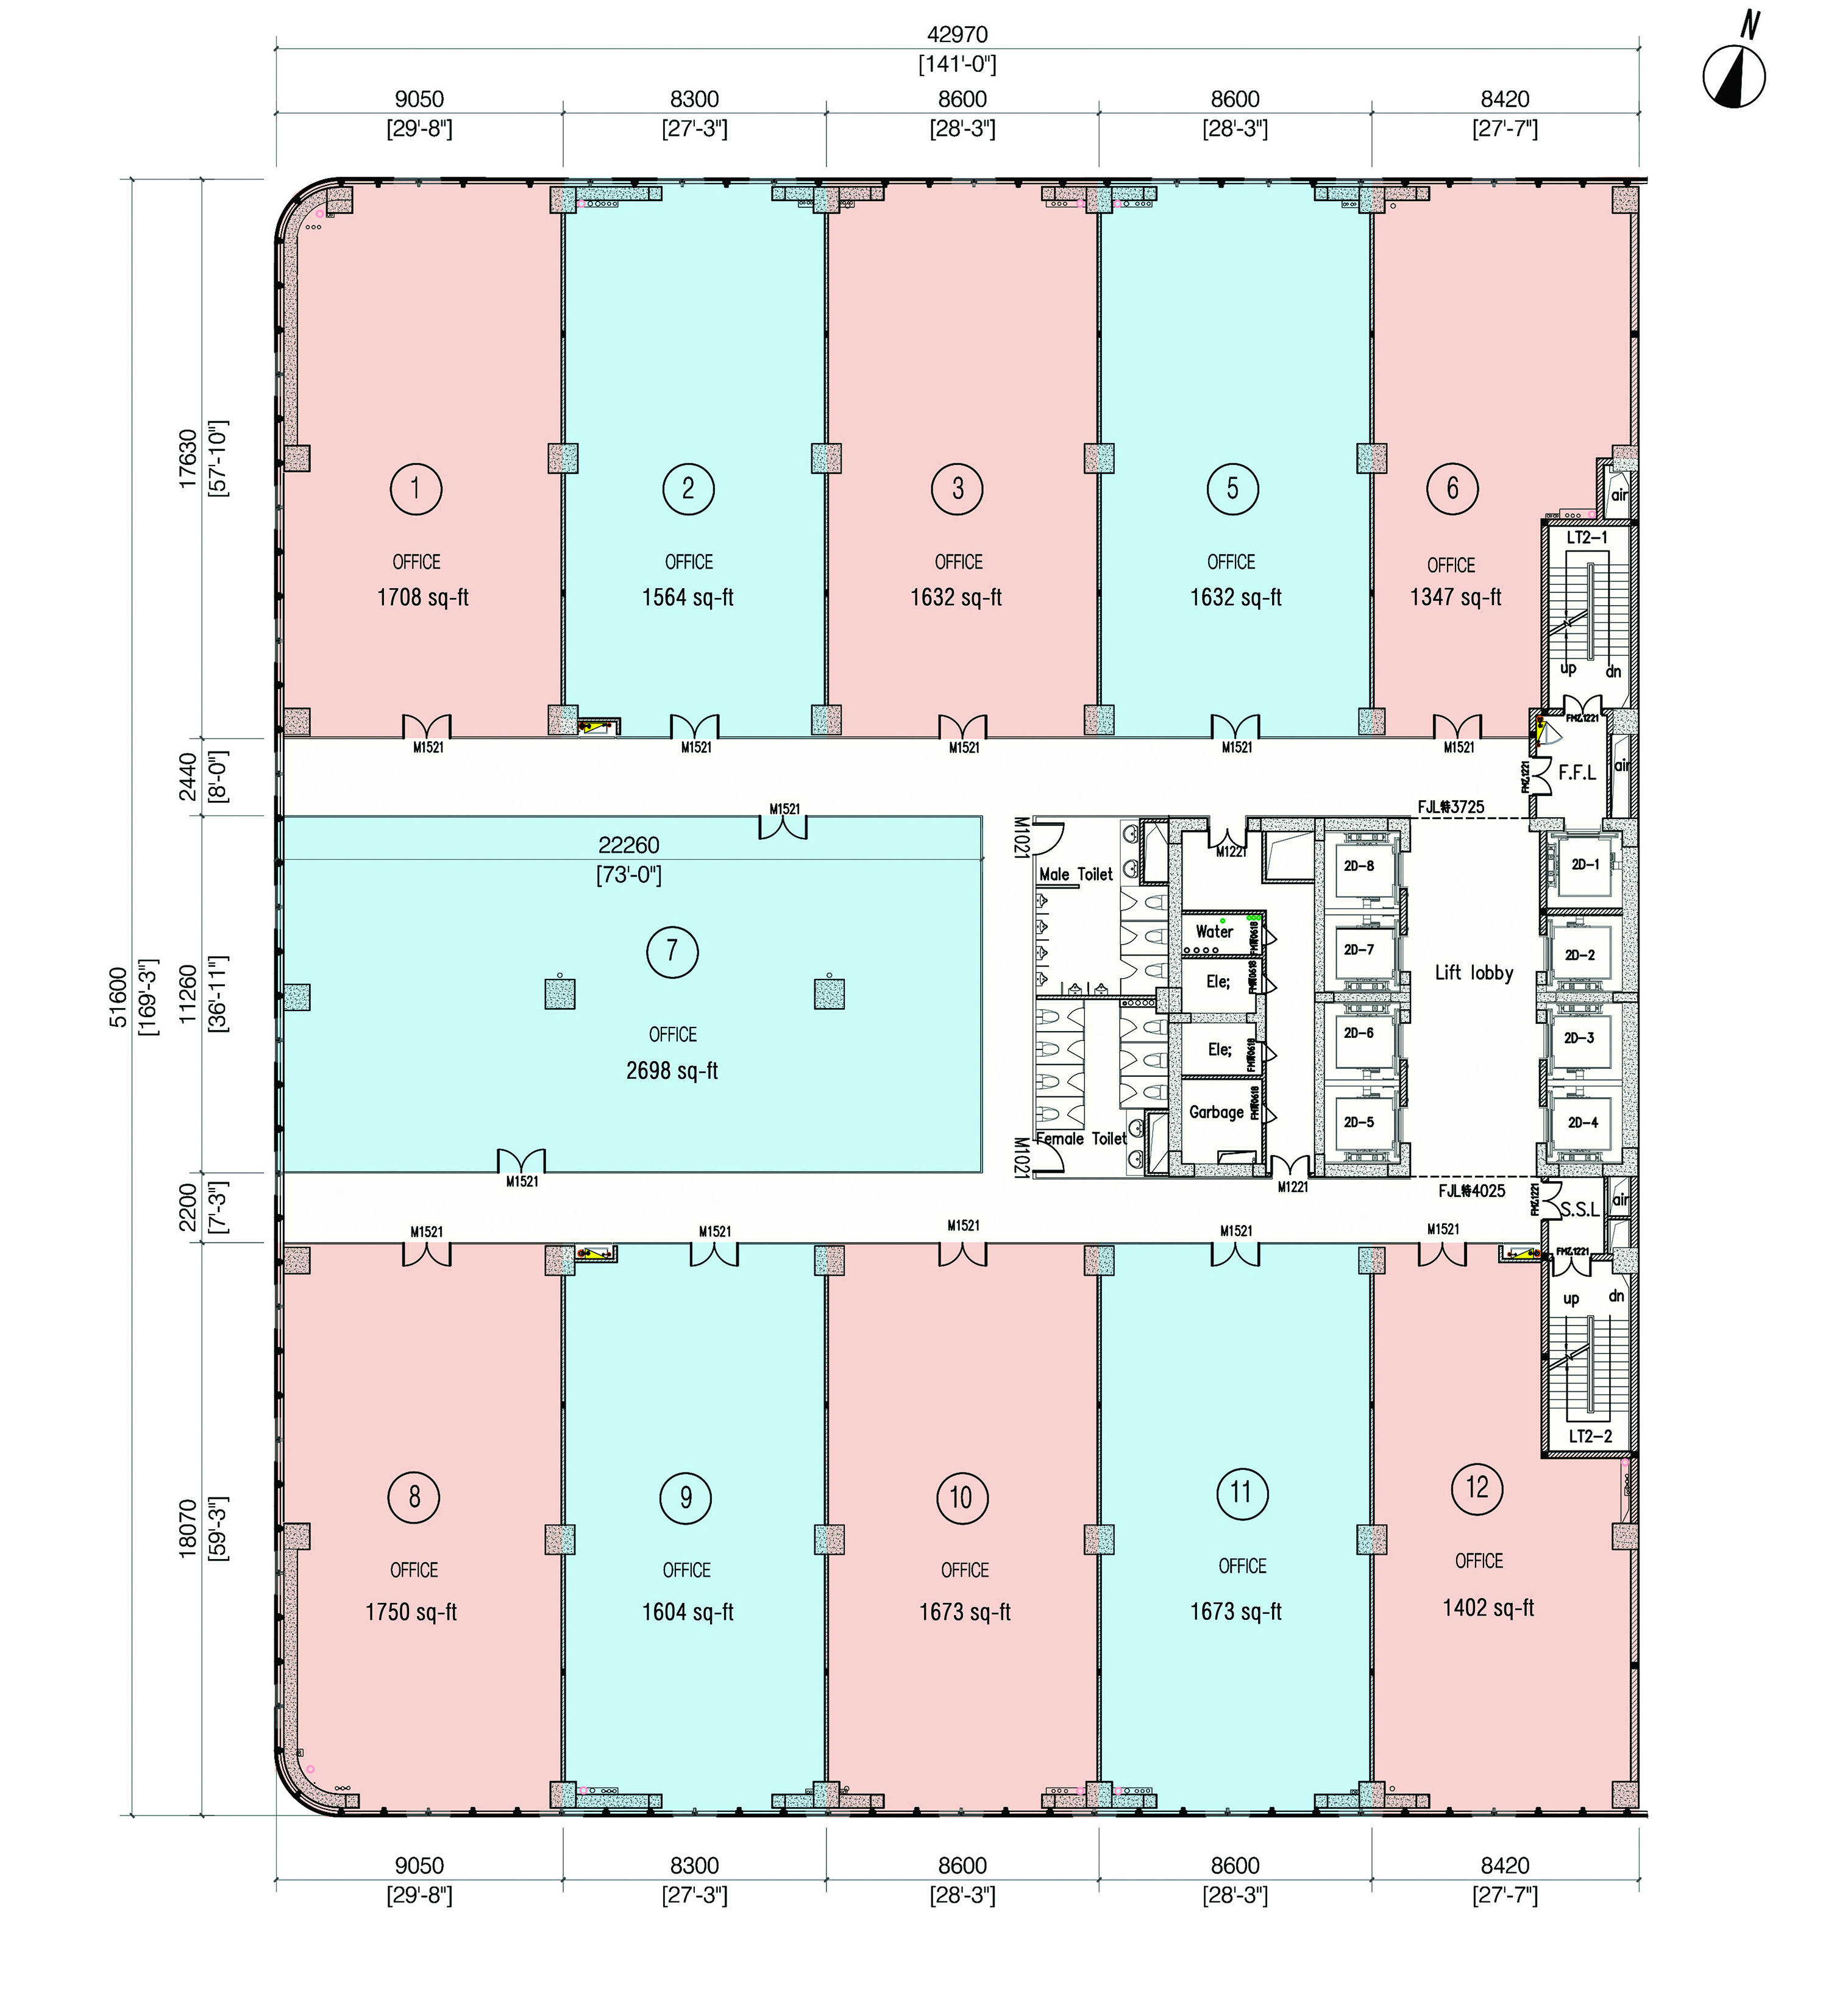 N
42970
[141'-0"]
9050
8300
8600
8600
8420
[29'-8"]
[27'-3"]
[28'-3"]
[28'-3"]
[27'-7"]
51600
[169'-3"]
17630
[57'-10"]
2440
[8'-0"]
11260
[36'-11"]
2200
[7'-3"]
18070
[59'-3"]
1
OFFICE
1708 sq-ft
2
OFFICE
1564 sq-ft
3
OFFICE
1632 sq-ft
5
OFFICE
1632 sq-ft
6
OFFICE
1347 sq-ft
air
LT2-1
up
dn
FMZ1221
M1521
M1521
M1521
M1521
M1521
FMZ1221
F.F.L
air
FJL特3725
M1521
22260
[73'-0"]
7
OFFICE
2698 sq-ft
M1521
M1021
Male Toilet
Female Toilet
M1021
M1221
Water
Ele;
Ele;
Garbage
M1221
2D-8
2D-7
2D-6
2D-5
Lift lobby
2D-1
2D-2
2D-3
2D-4
FJL特4025
FMZ1221
S.S.L
air
FMZ1221
M1521
M1521
M1521
M1521
M1521
up
dn
LT2-2
8
OFFICE
1750 sq-ft
9
OFFICE
1604 sq-ft
10
OFFICE
1673 sq-ft
11
OFFICE
1673 sq-ft
12
OFFICE
1402 sq-ft
9050
8300
8600
8600
8420
[29'-8"]
[27'-3"]
[28'-3"]
[28'-3"]
[27'-7"]